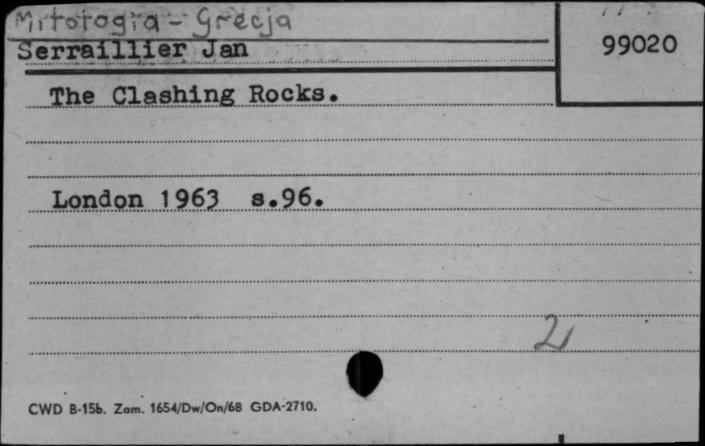 Mitologia - Grecja
Serraillier Jan
99020
The Clashing Rocks.
London 1963 s.96.
21
CWD B-15b. Zam. 1654/Dw/On/68 GDA-2710.